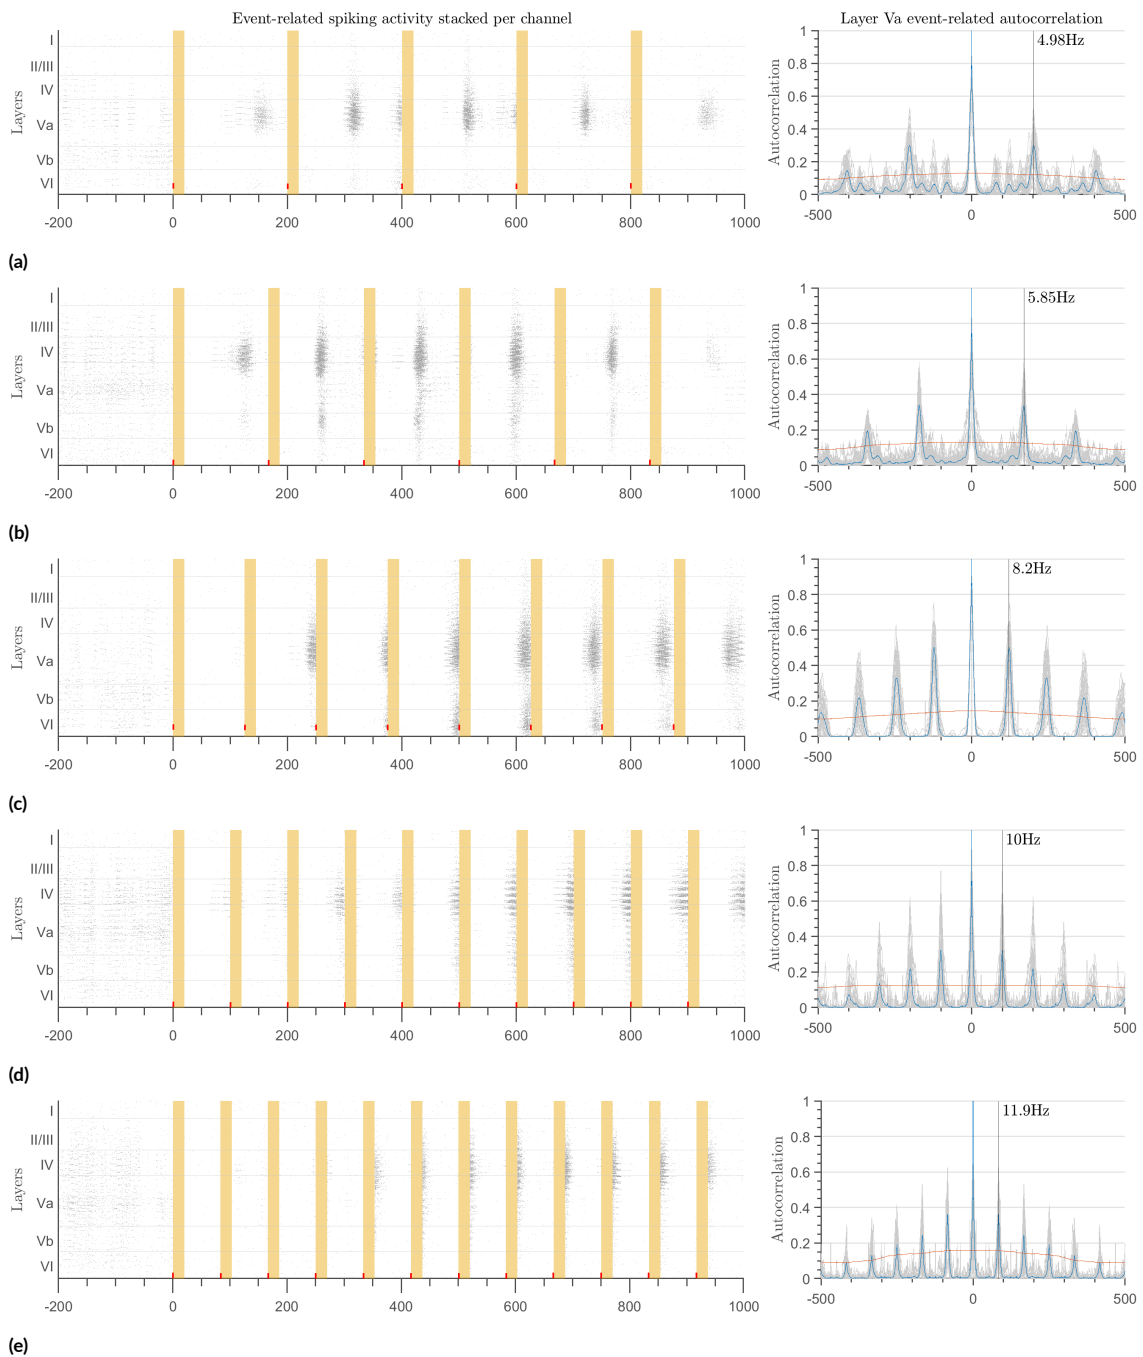 Event-related spiking activity stacked per channel
Layer Va event-related autocorrelation
Layers
I
II/III
IV
Va
Vb
VI
-200 0 200 400 600 800 1000
Autocorrelation
1
0.8
0.6
0.4
0.2
0
-500 0 500
4.98Hz
(a)
Layers
I
II/III
IV
Va
Vb
VI
-200 0 200 400 600 800 1000
Autocorrelation
1
0.8
0.6
0.4
0.2
0
-500 0 500
5.85Hz
(b)
Layers
I
II/III
IV
Va
Vb
VI
-200 0 200 400 600 800 1000
Autocorrelation
1
0.8
0.6
0.4
0.2
0
-500 0 500
8.2Hz
(c)
Layers
I
II/III
IV
Va
Vb
VI
-200 0 200 400 600 800 1000
Autocorrelation
1
0.8
0.6
0.4
0.2
0
-500 0 500
10Hz
(d)
Layers
I
II/III
IV
Va
Vb
VI
-200 0 200 400 600 800 1000
Autocorrelation
1
0.8
0.6
0.4
0.2
0
-500 0 500
11.9Hz
(e)